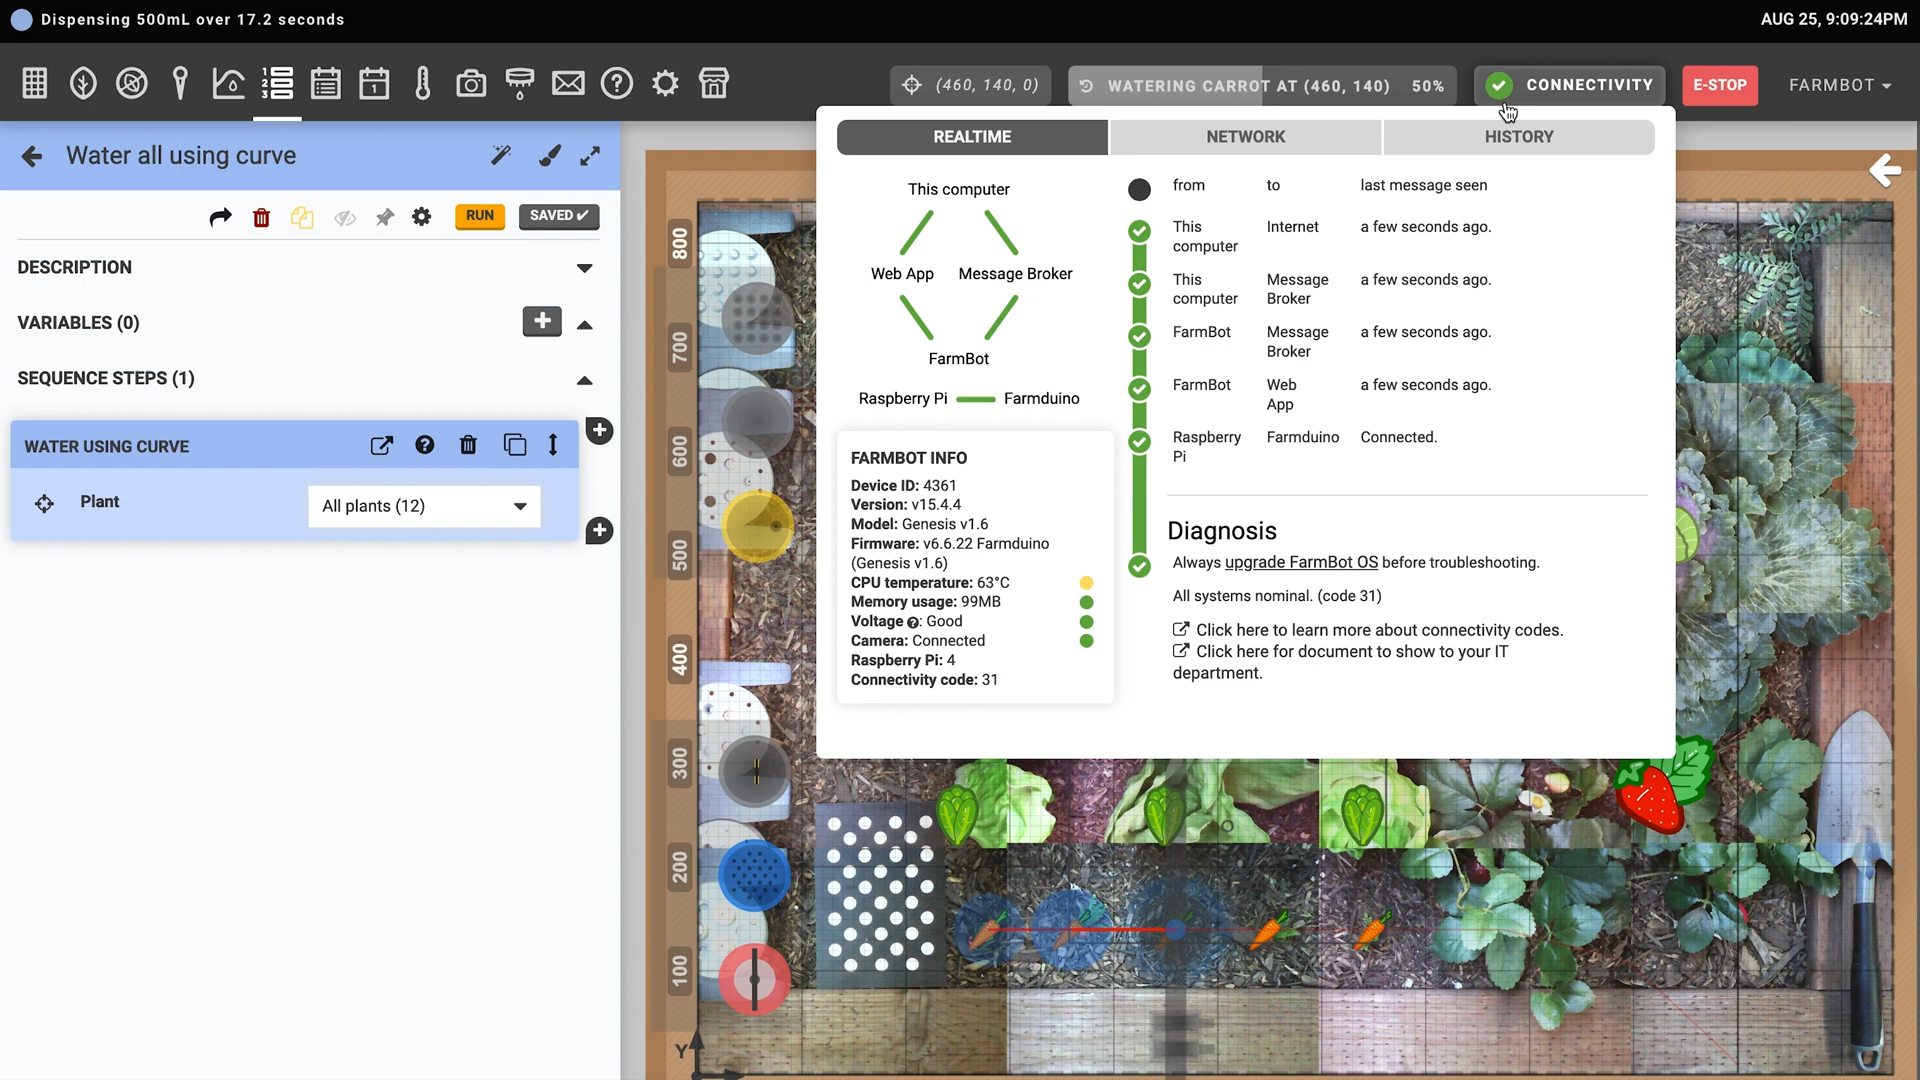 Dispensing 500mL over 17.2 seconds
AUG 25, 9:09:24PM
(460, 140, 0)
WATERING CARROT AT (460, 140) 50%
CONNECTIVITY
E-STOP
FARMBOT
Water all using curve
RUN
SAVED ✔
DESCRIPTION
VARIABLES (0)
SEQUENCE STEPS (1)
WATER USING CURVE
Plant
All plants (12)
REALTIME
NETWORK
HISTORY
This computer
Web App
Message Broker
FarmBot
Raspberry Pi
Farmduino
FARMBOT INFO
Device ID: 4361
Version: v15.4.4
Model: Genesis v1.6
Firmware: v6.6.22 Farmduino
(Genesis v1.6)
CPU temperature: 63°C
Memory usage: 99MB
Voltage ?: Good
Camera: Connected
Raspberry Pi: 4
Connectivity code: 31
from to last message seen
This Internet a few seconds ago.
computer
This Message a few seconds ago.
computer Broker
FarmBot Message a few seconds ago.
Broker
FarmBot Web a few seconds ago.
App
Raspberry Farmduino Connected.
Pi
Diagnosis
Always upgrade FarmBot OS before troubleshooting.
All systems nominal. (code 31)
Click here to learn more about connectivity codes.
Click here for document to show to your IT
department.
800
700
600
500
400
300
200
100
Y